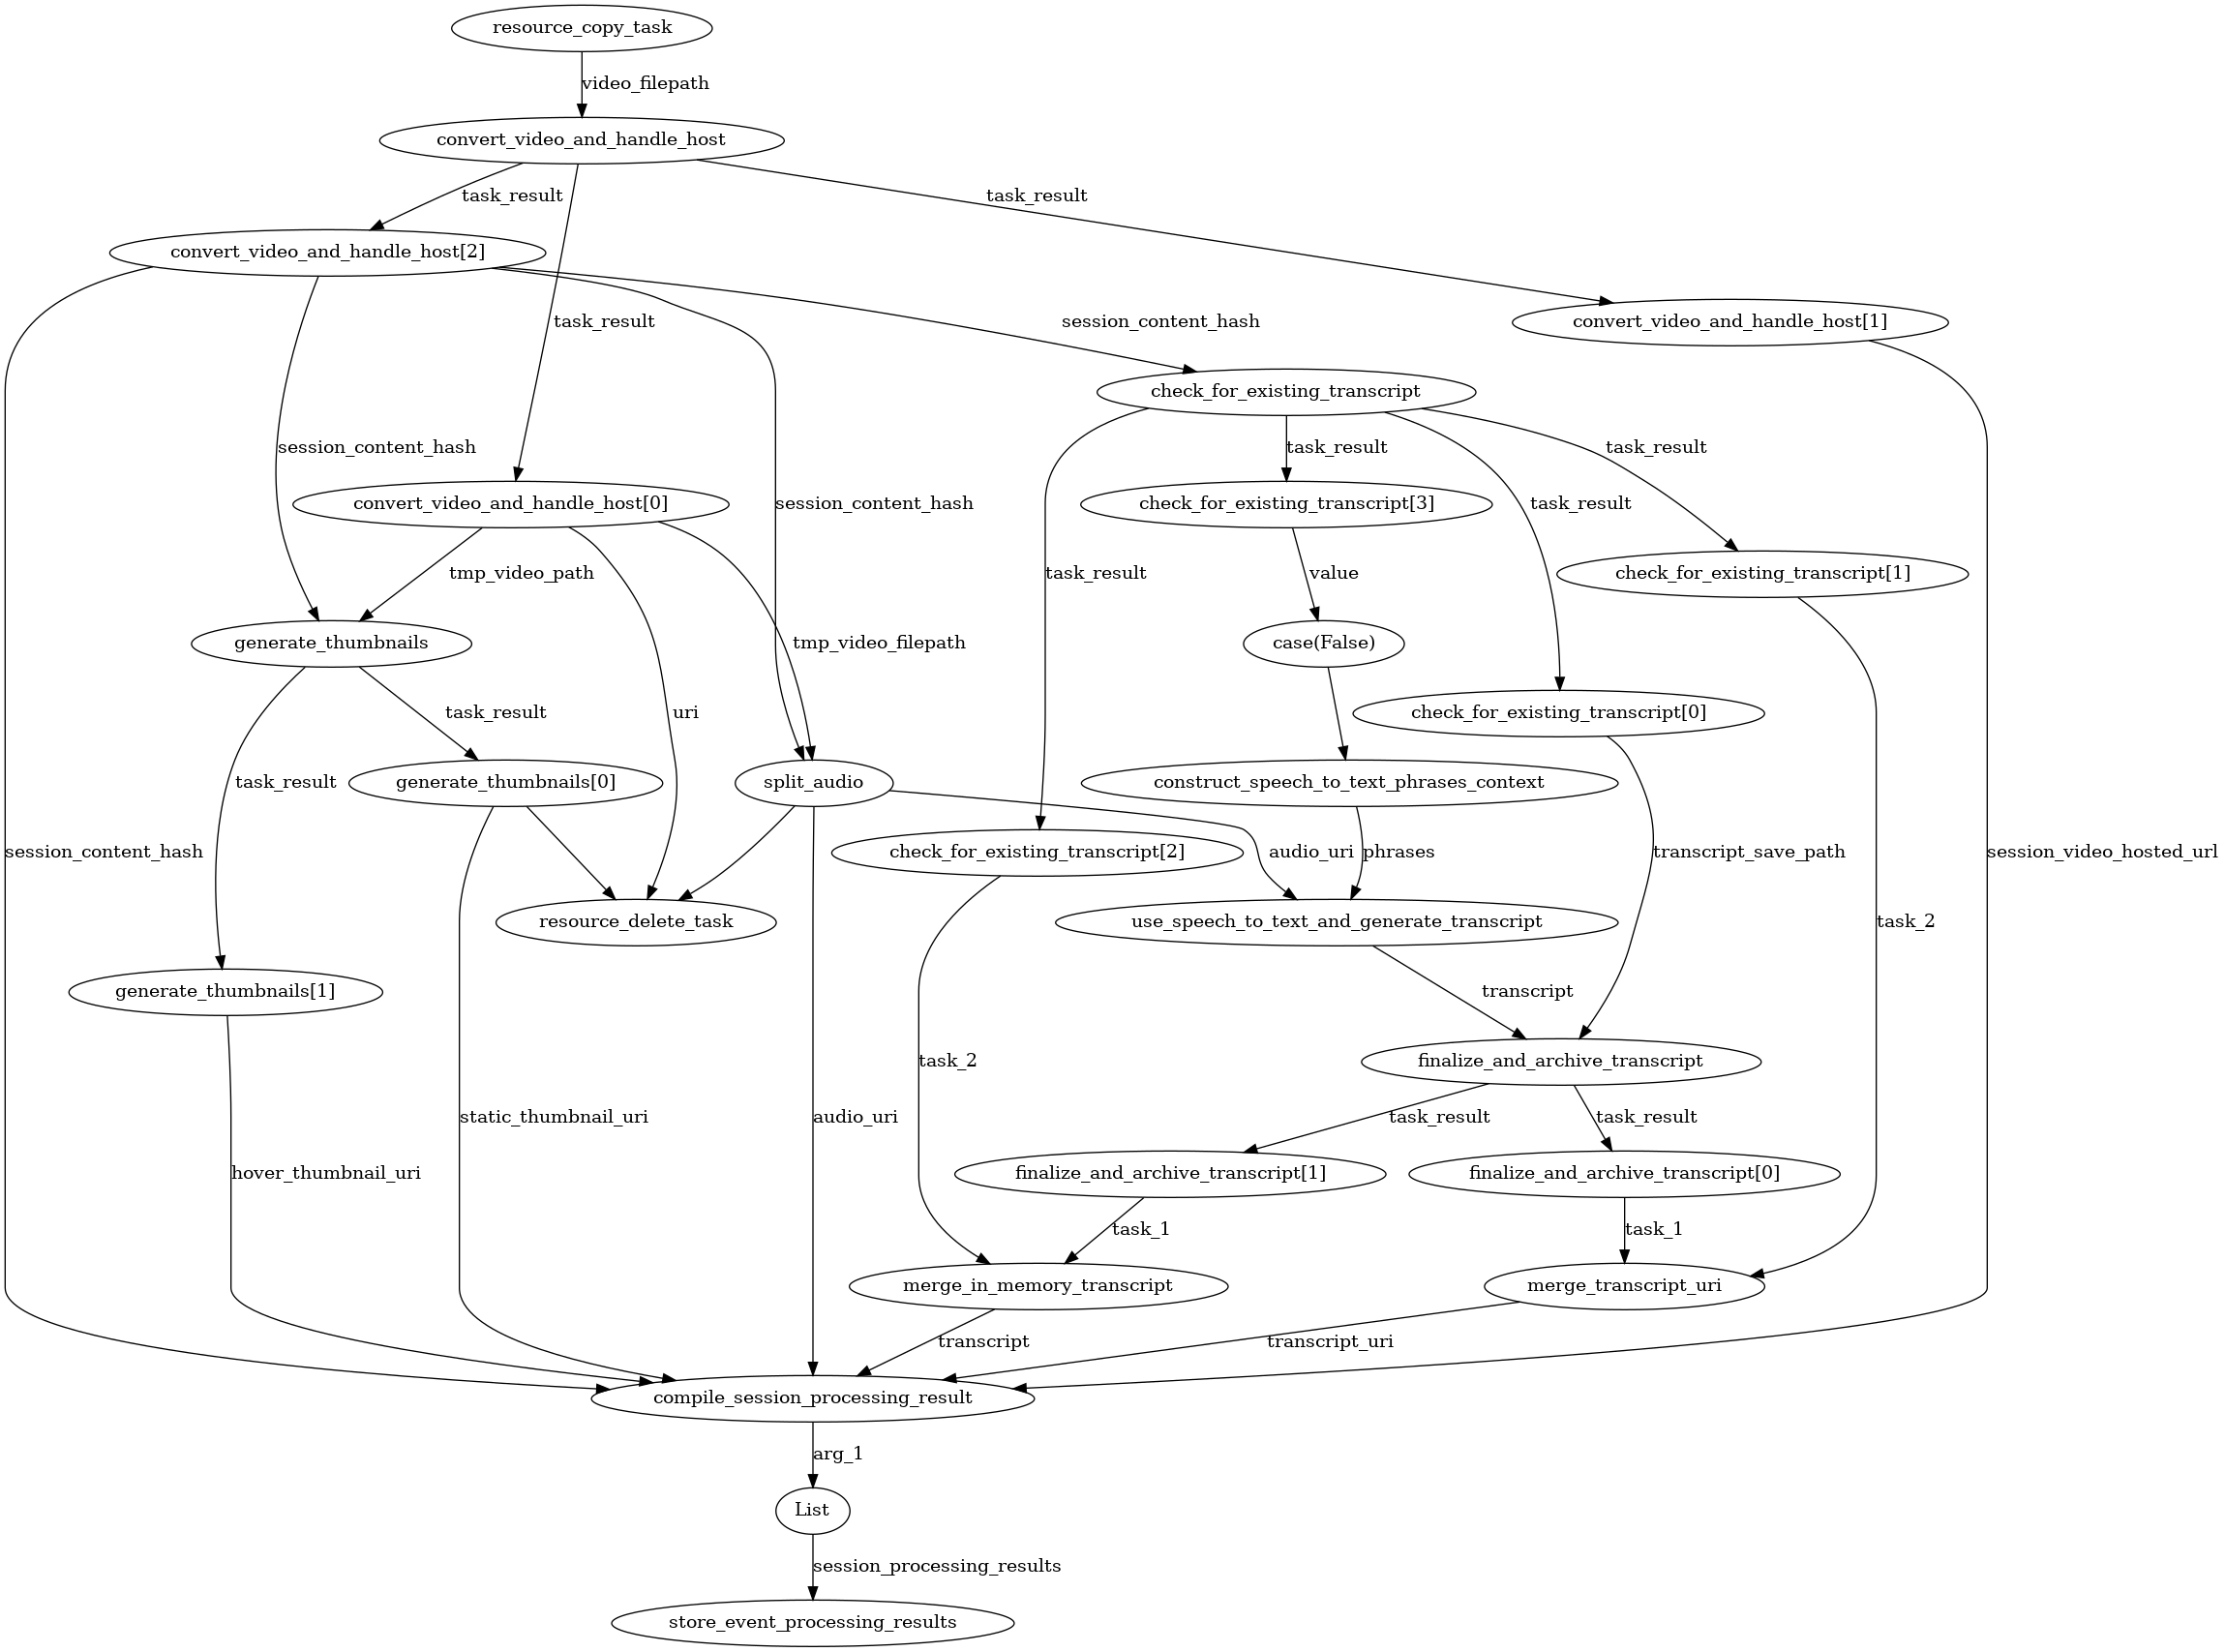 resource_copy_task
video_filepath
convert_video_and_handle_host
task_result
task_result
convert_video_and_handle_host[2]
task_result
session_content_hash
convert_video_and_handle_host[1]
check_for_existing_transcript
session_content_hash
task_result
task_result
convert_video_and_handle_host[0]
session_content_hash
check_for_existing_transcript[3]
task_result
tmp_video_path
task_result
value
check_for_existing_transcript[1]
generate_thumbnails
tmp_video_filepath
case(False)
task_result
uri
check_for_existing_transcript[0]
task_result
generate_thumbnails[0]
split_audio
construct_speech_to_text_phrases_context
session_content_hash
check_for_existing_transcript[2]
audio_uri
phrases
transcript_save_path
session_video_hosted_url
resource_delete_task
use_speech_to_text_and_generate_transcript
task_2
generate_thumbnails[1]
transcript
task_2
finalize_and_archive_transcript
static_thumbnail_uri
audio_uri
task_result
task_result
hover_thumbnail_uri
finalize_and_archive_transcript[1]
finalize_and_archive_transcript[0]
task_1
task_1
merge_in_memory_transcript
merge_transcript_uri
transcript
transcript_uri
compile_session_processing_result
arg_1
List
session_processing_results
store_event_processing_results